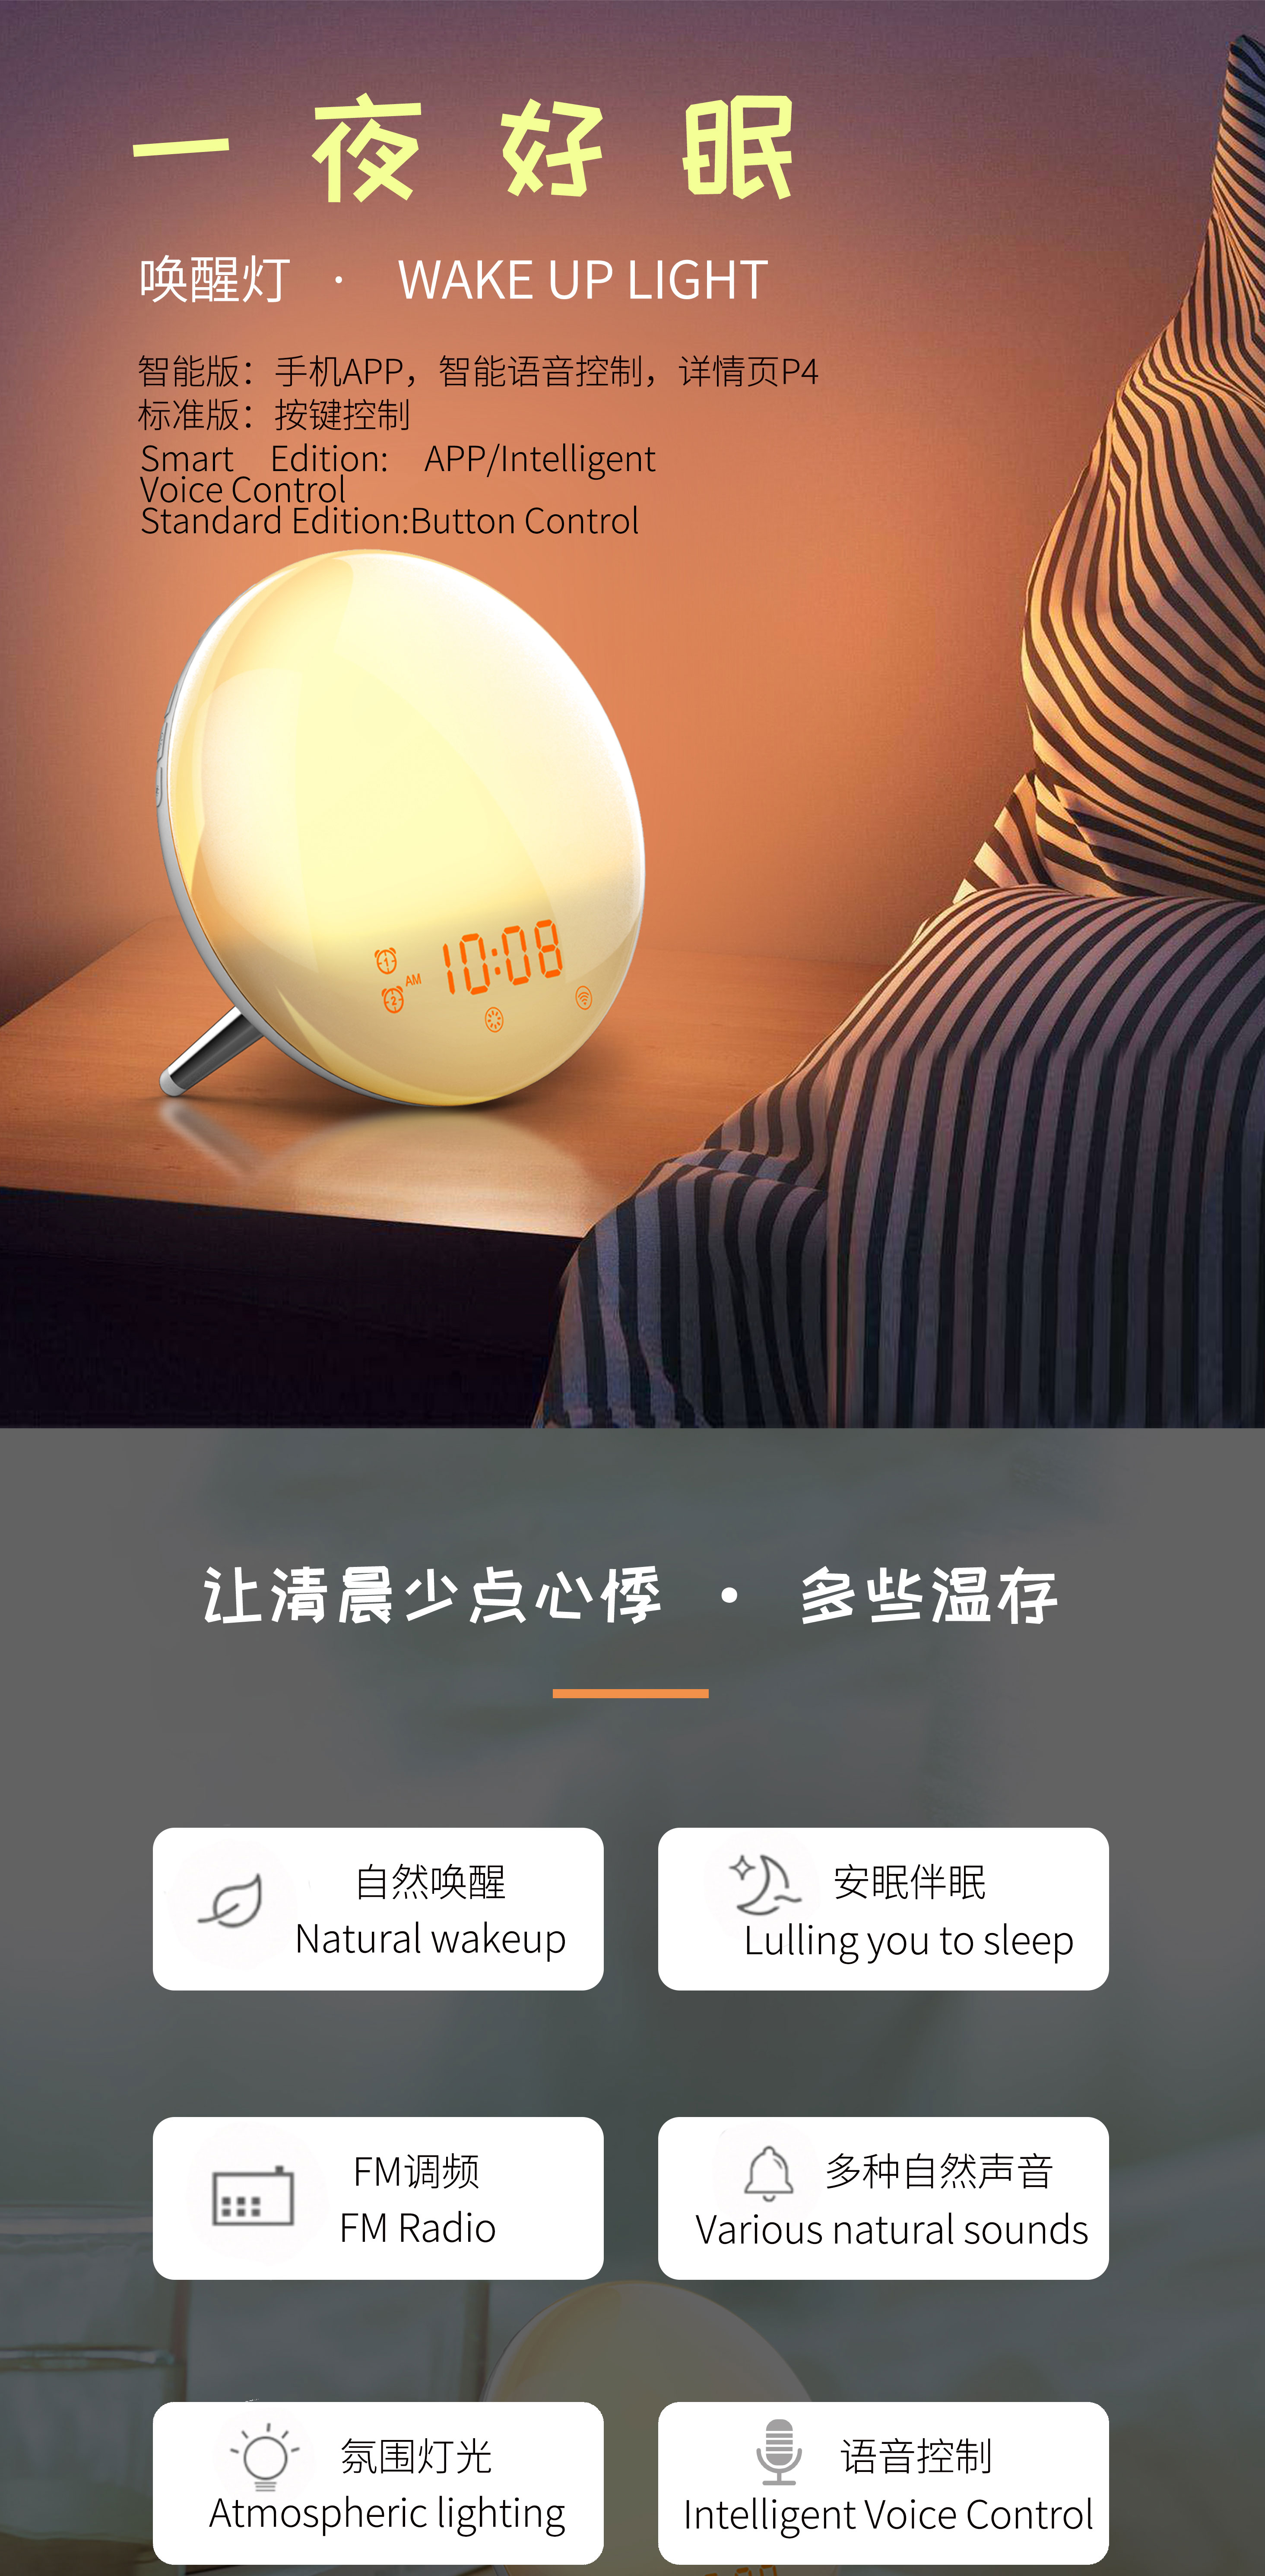 一夜好眠
唤醒灯 · WAKE UP LIGHT
智能版：手机APP，智能语音控制，详情页P4
标准版：按键控制
Smart Edition: APP/Intelligent
Voice Control
Standard Edition:Button Control
1
AM
10:08
2
让清晨少点心悸 · 多些温存
自然唤醒
Natural wakeup
安眠伴眠
Lulling you to sleep
FM调频
FM Radio
多种自然声音
Various natural sounds
氛围灯光
Atmospheric lighting
语音控制
Intelligent Voice Control